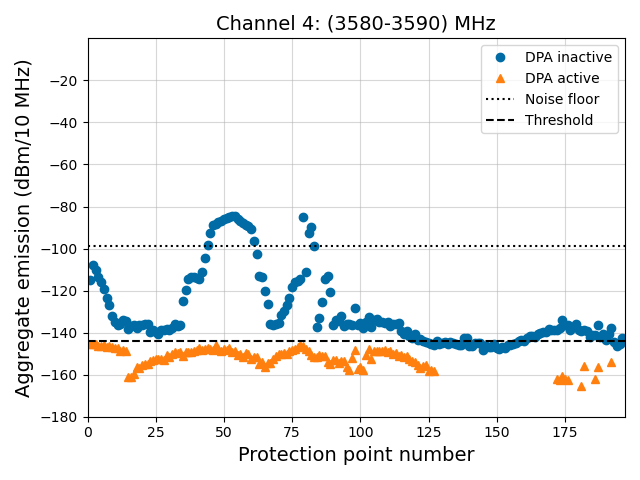 Channel 4: (3580-3590) MHz
Aggregate emission (dBm/10 MHz)
−20
−40
−60
−80
−100
−120
−140
−160
−180
DPA inactive
DPA active
Noise floor
Threshold
0 25 50 75 100 125 150 175
Protection point number